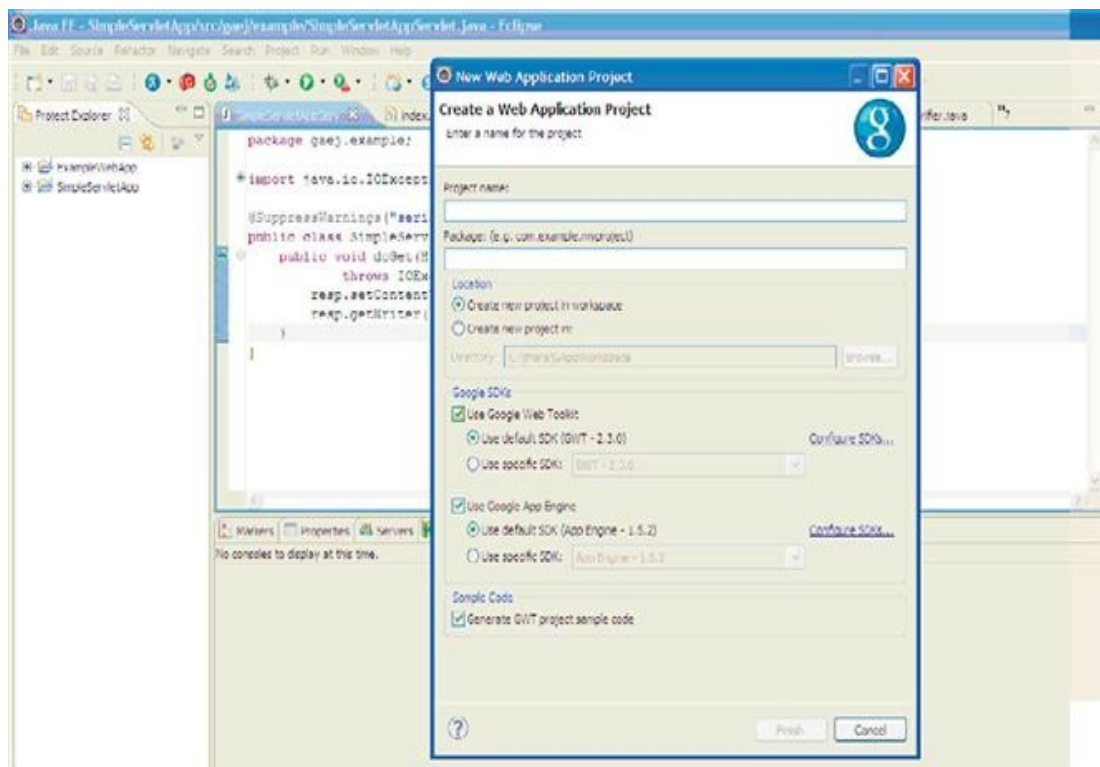 Java EE - SimpleServletApp/src/gaej/example/SimpleServletAppServlet.java - Eclipse
File Edit Source Refactor Navigate Search Project Run Window Help
Project Explorer
index.
rifier.java
ExampleWebApp
SimpleServletApp
package gaej.example;
import java.io.IOExcept
@SuppressWarnings("seri
public class SimpleServ
public void doGet(H
throws IOEx
resp.setContent
resp.getWriter(
}
}
Markers Properties Servers
No consoles to display at this time.
New Web Application Project
Create a Web Application Project
Enter a name for the project
Project name:
Package: (e.g. com.example.myproject)
Location
Create new project in workspace
Create new project in:
Directory:
Browse...
Google SDKs
Use Google Web Toolkit
Use default SDK (GWT - 2.3.0) Configure SDKs...
Use specific SDK: GWT - 2.3.0
Use Google App Engine
Use default SDK (App Engine - 1.5.2) Configure SDKs...
Use specific SDK: App Engine - 1.5.2
Sample Code
Generate GWT project sample code
Finish Cancel